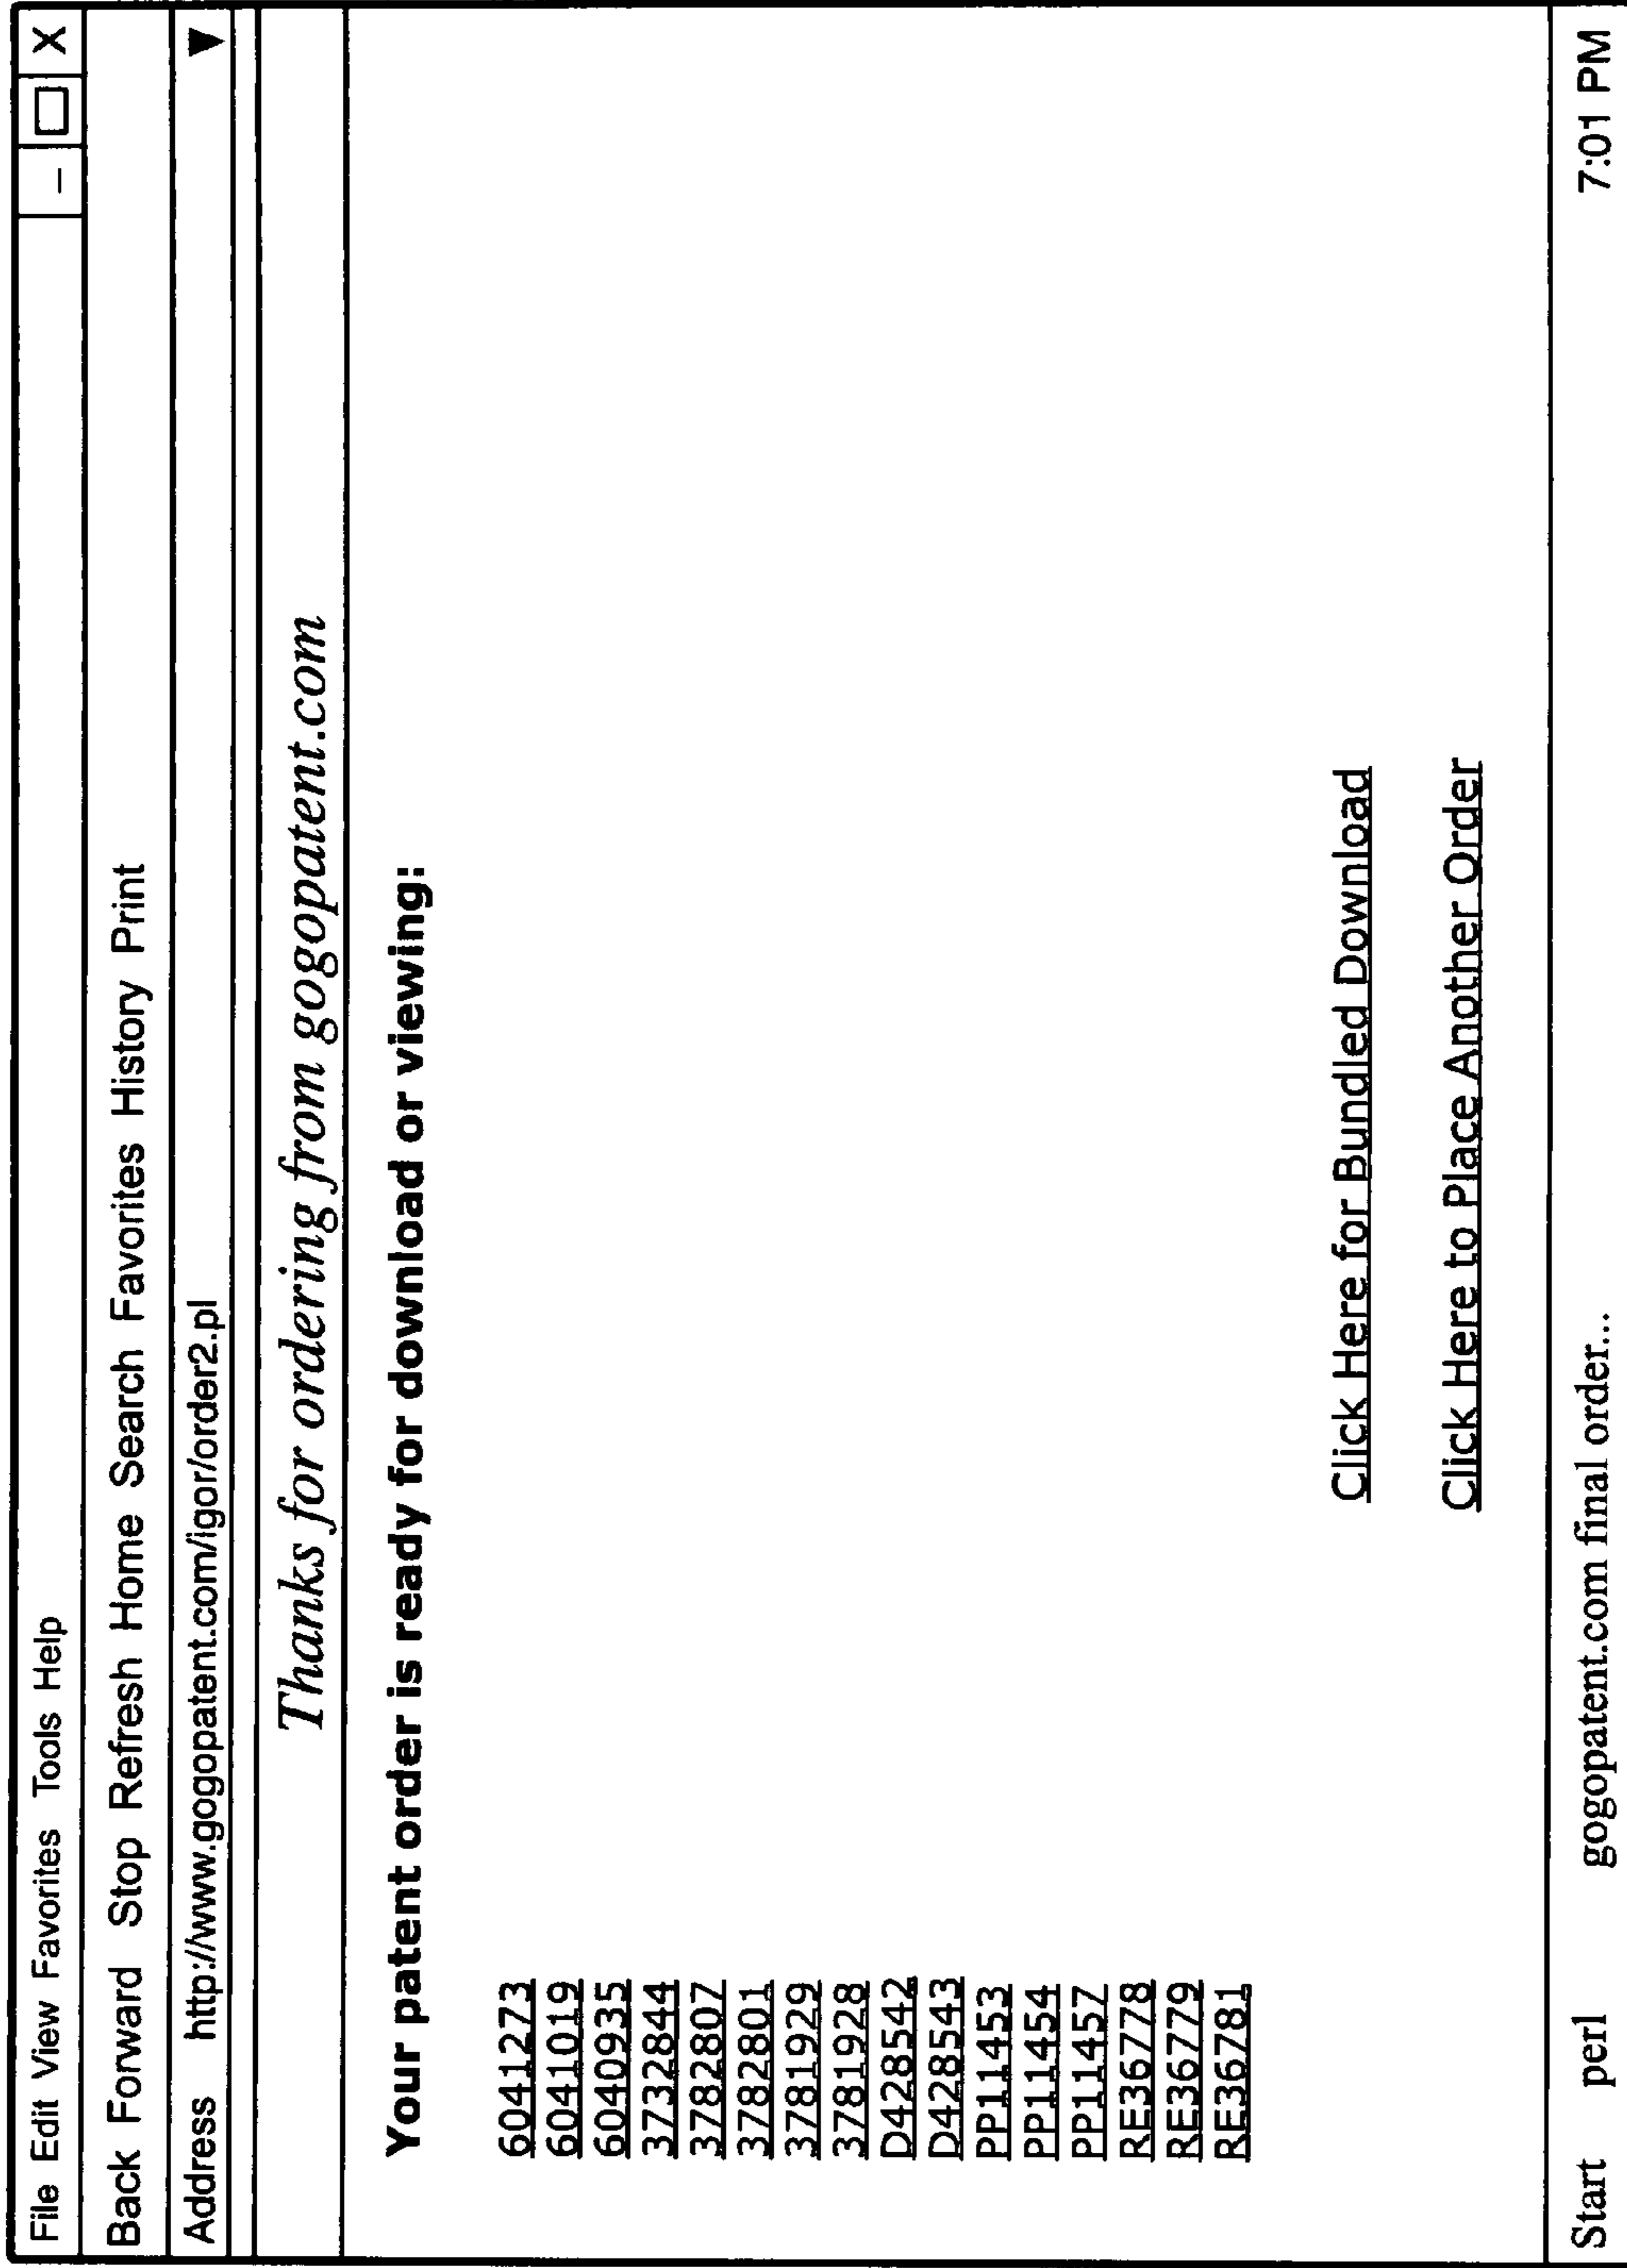 File Edit View Favorites Tools Help – □ X
Back Forward Stop Refresh Home Search Favorites History Print
Address http://www.gogopatent.com/igor/order2.pl ▼
Thanks for ordering from gogopatent.com
Your patent order is ready for download or viewing:
6041273
6041019
6040935
3732844
3782807
3782801
3781929
3781928
D428542
D428543
PP11453
PP11454
PP11457
RE36778
RE36779
RE36781
Click Here for Bundled Download
Click Here to Place Another Order
Start perl gogopatent.com final order... 7:01 PM